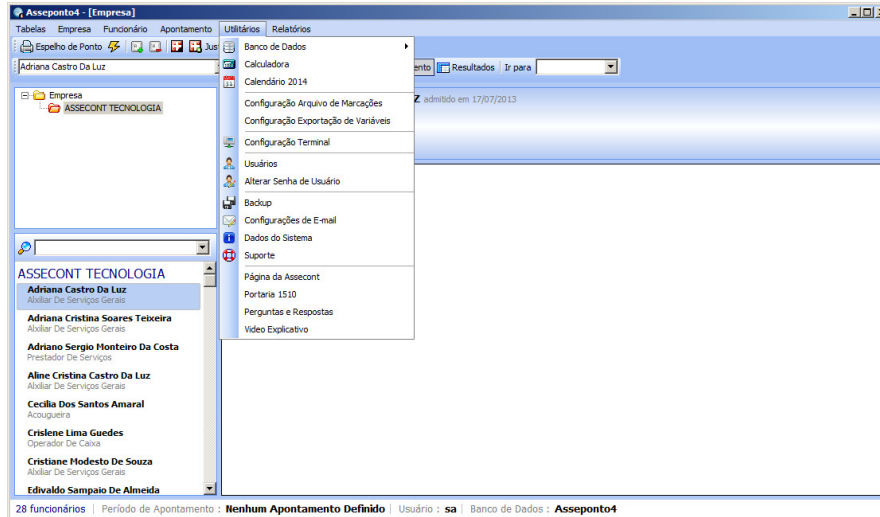 Asseponto4 - [Empresa]
Tabelas Empresa Funcionário Apontamento Utilitários Relatórios
Espelho de Ponto
Adriana Castro Da Luz
Resultados Ir para
Empresa
ASSECONT TECNOLOGIA
Banco de Dados
Calculadora
Calendário 2014
Configuração Arquivo de Marcações
Configuração Exportação de Variáveis
Configuração Terminal
Usuários
Alterar Senha de Usuário
Backup
Configurações de E-mail
Dados do Sistema
Suporte
Página da Assecont
Portaria 1510
Perguntas e Respostas
Video Explicativo
Z admitido em 17/07/2013
ASSECONT TECNOLOGIA
Adriana Castro Da Luz
Alxiliar De Serviços Gerais
Adriana Cristina Soares Teixeira
Alxiliar De Serviços Gerais
Adriano Sergio Monteiro Da Costa
Prestador De Serviços
Aline Cristina Castro Da Luz
Alxiliar De Serviços Gerais
Cecilia Dos Santos Amaral
Acougueira
Crislene Lima Guedes
Operador De Caixa
Cristiane Modesto De Souza
Alxiliar De Serviços Gerais
Edivaldo Sampaio De Almeida
28 funcionários | Período de Apontamento : Nenhum Apontamento Definido | Usuário : sa | Banco de Dados : Asseponto4